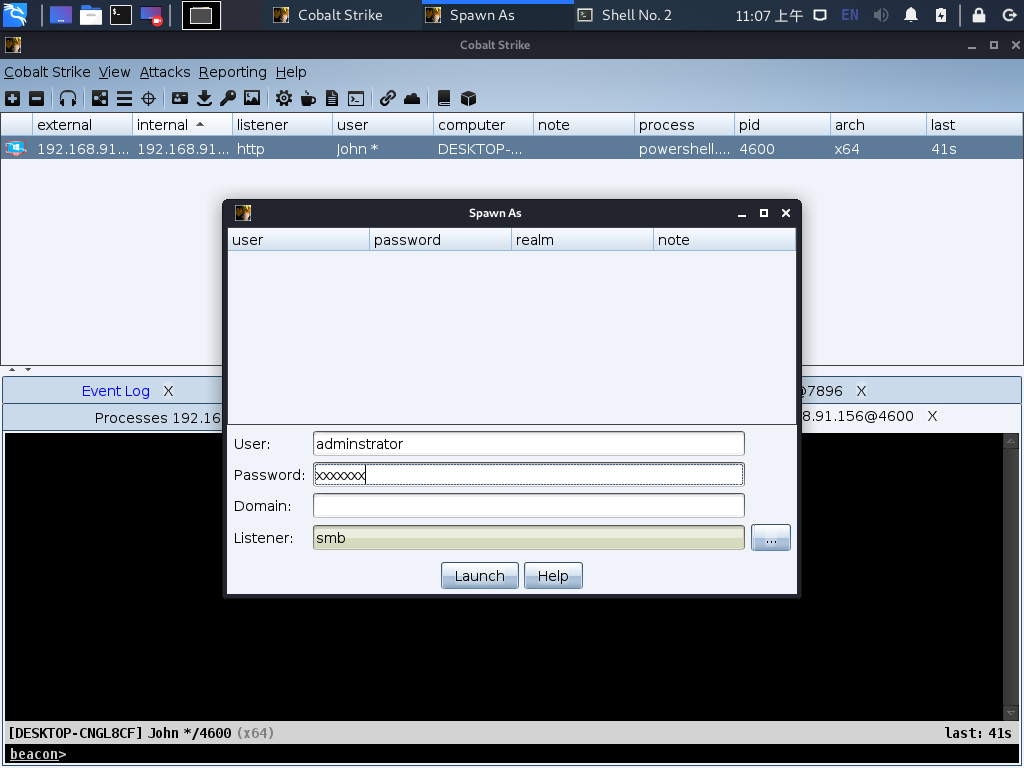 Cobalt Strike
Spawn As
Shell No. 2
11:07 上午
EN
Cobalt Strike
Cobalt Strike View Attacks Reporting Help
external internal listener user computer note process pid arch last
192.168.91... 192.168.91... http John * DESKTOP-... powershell.... 4600 x64 41s
Spawn As
user password realm note
Event Log X
@7896 X
Processes 192.16
8.91.156@4600 X
User: adminstrator
Password: xxxxxxx
Domain:
Listener: smb ...
Launch Help
[DESKTOP-CNGL8CF] John */4600 (x64) last: 41s
beacon>